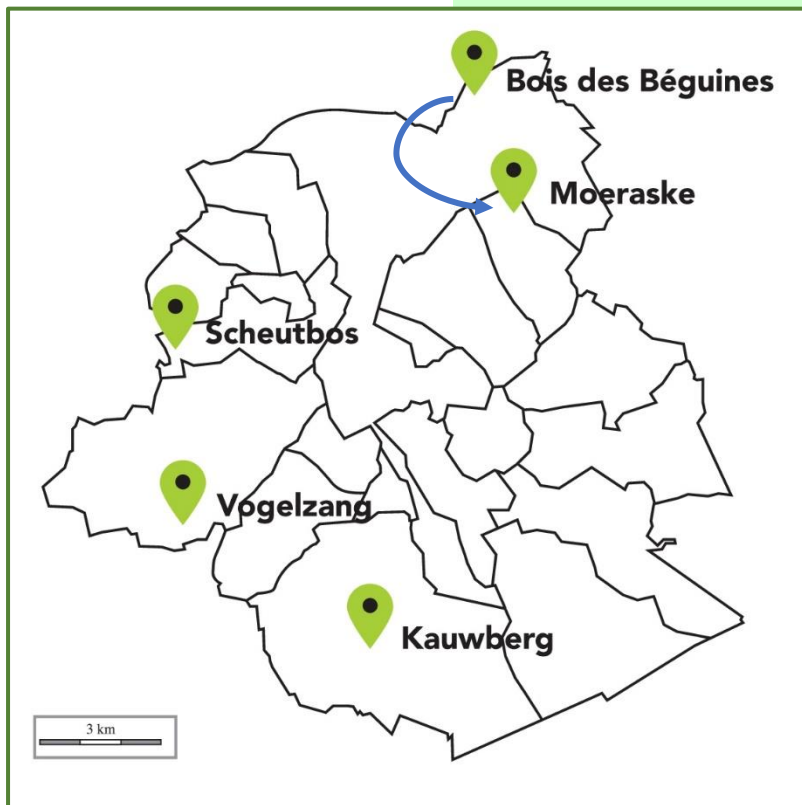 Bois des Béguines
Moeraske
Scheutbos
Vogelzang
Kauwberg
3 km